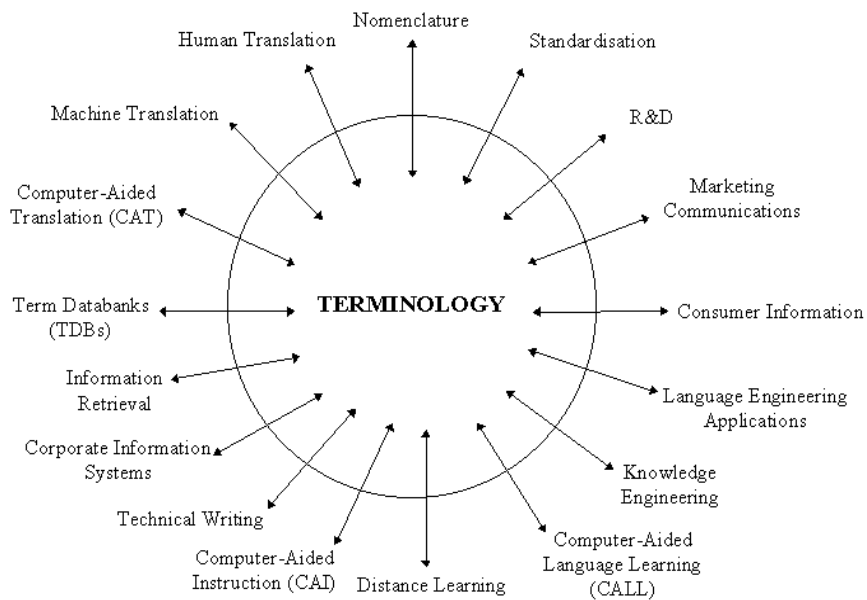 Nomenclature
Human Translation
Standardisation
Machine Translation
R&D
Marketing
Communications
Computer-Aided
Translation (CAT)
Term Databanks
(TDBs)
TERMINOLOGY
Consumer Information
Information
Retrieval
Language Engineering
Applications
Corporate Information
Systems
Knowledge
Engineering
Technical Writing
Computer-Aided
Instruction (CAI)
Distance Learning
Computer-Aided
Language Learning
(CALL)